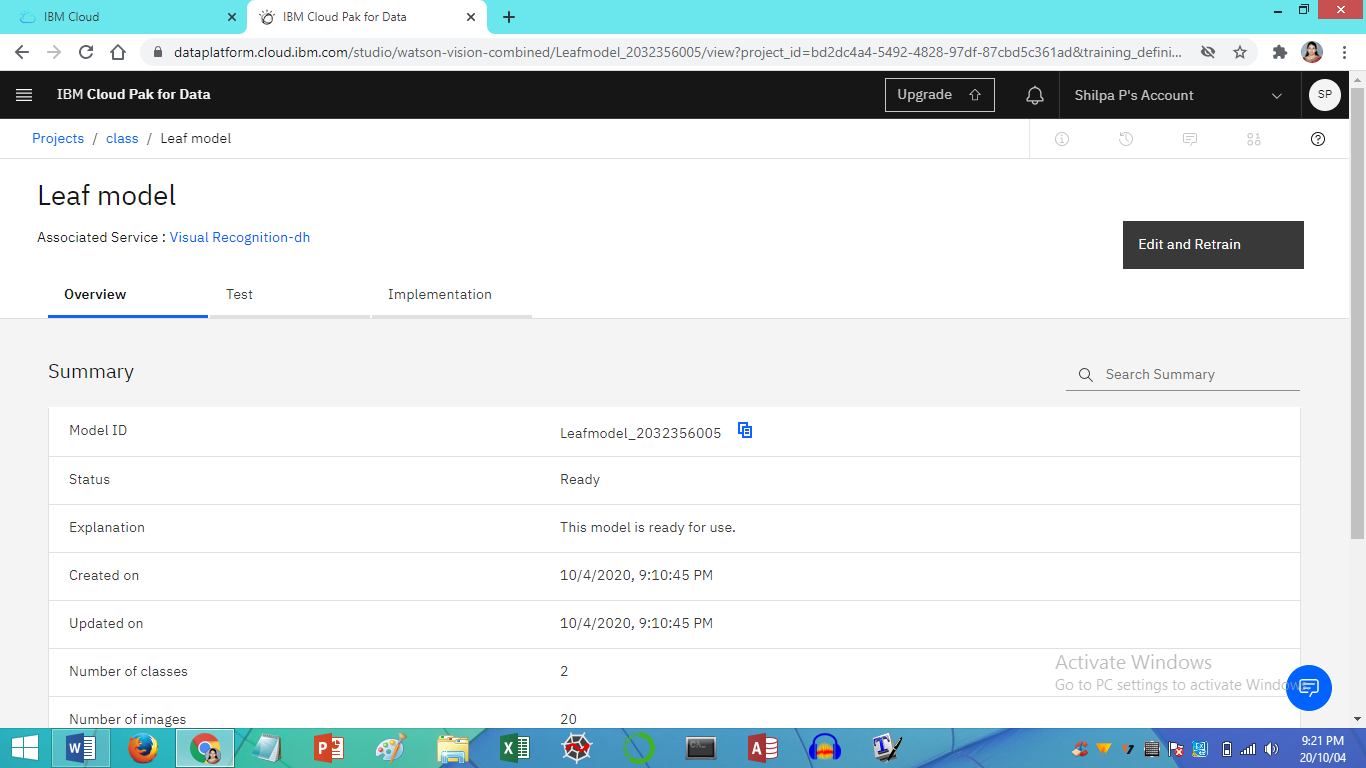 IBM Cloud
IBM Cloud Pak for Data
dataplatform.cloud.ibm.com/studio/watson-vision-combined/Leafmodel_2032356005/view?project_id=bd2dc4a4-5492-4828-97df-87cbd5c361ad&training_defini...
IBM Cloud Pak for Data
Upgrade
Shilpa P's Account
SP
Projects / class / Leaf model
Leaf model
Associated Service : Visual Recognition-dh
Edit and Retrain
Overview Test Implementation
Summary
Search Summary
Model ID Leafmodel_2032356005
Status Ready
Explanation This model is ready for use.
Created on 10/4/2020, 9:10:45 PM
Updated on 10/4/2020, 9:10:45 PM
Number of classes 2
Number of images 20
Activate Windows
Go to PC settings to activate Windows
9:21 PM
20/10/04